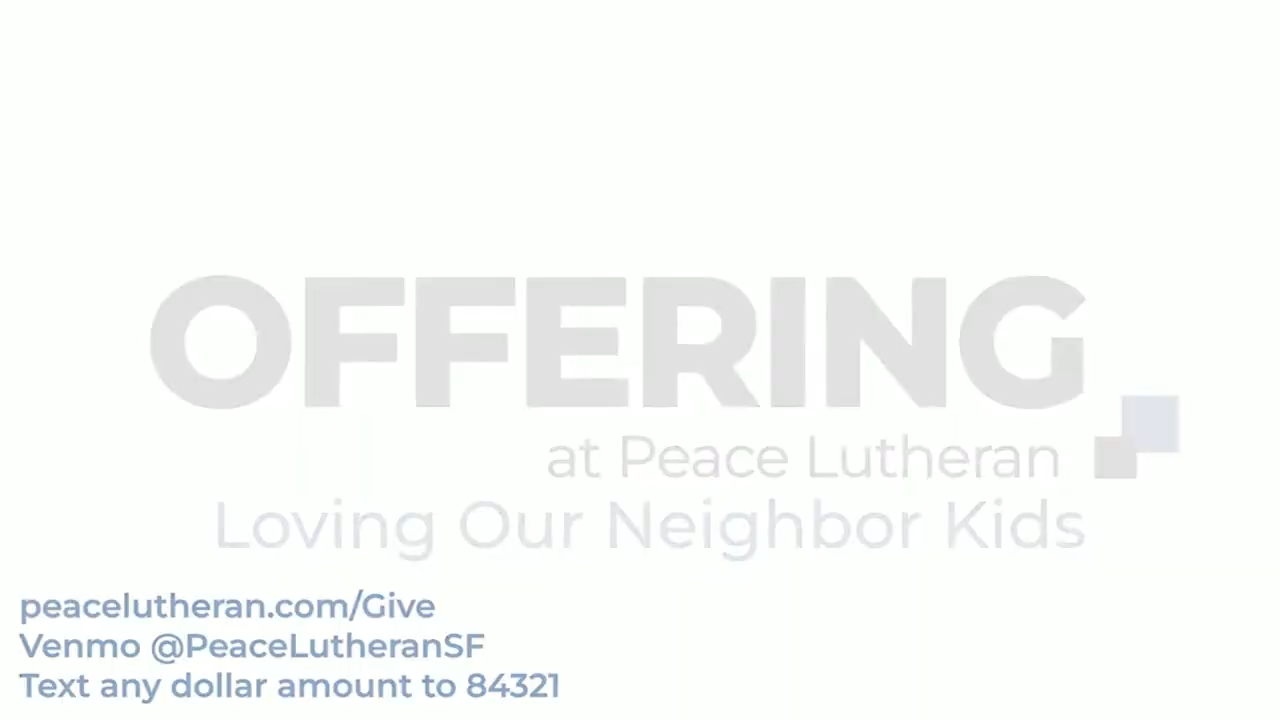 OFFERING
at Peace Lutheran
Loving Our Neighbor Kids
peacelutheran.com/Give
Venmo @PeaceLutheranSF
Text any dollar amount to 84321